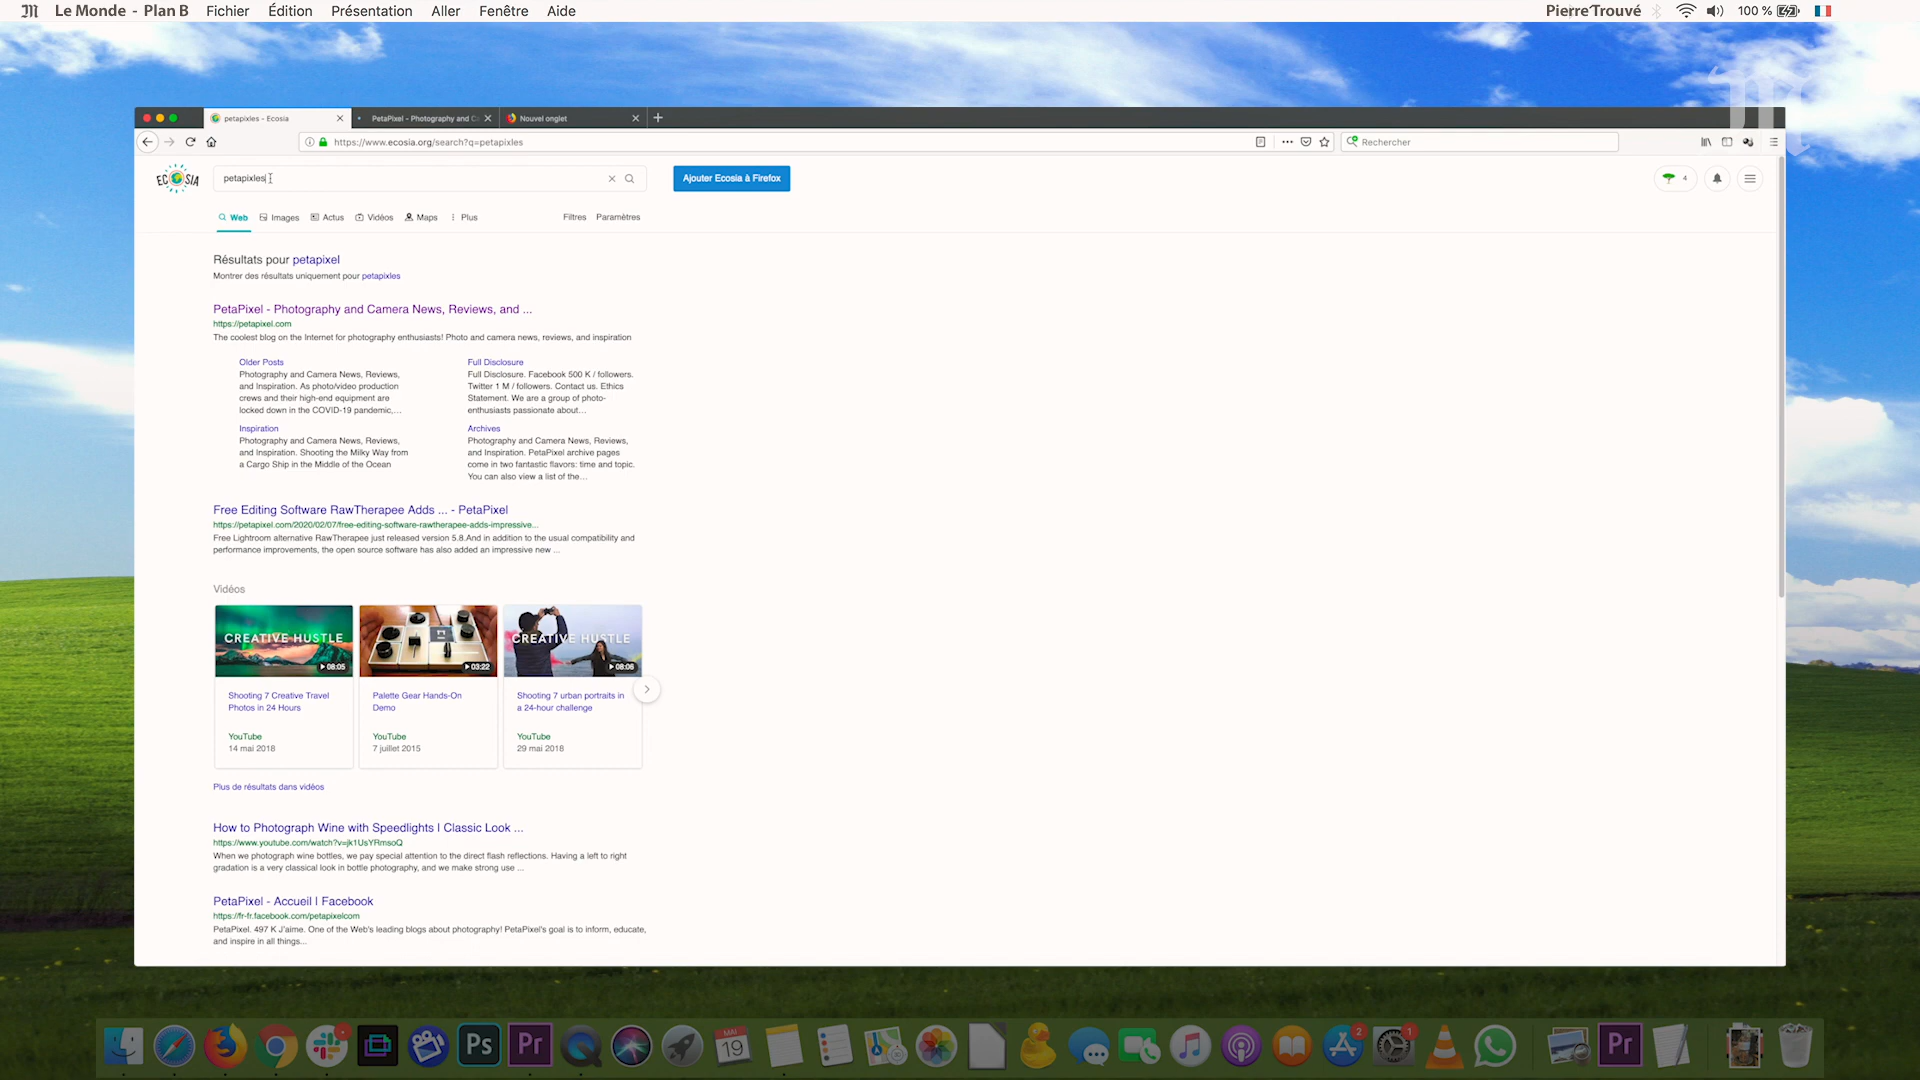 Le Monde - Plan B Fichier Édition Présentation Aller Fenêtre Aide
Pierre Trouvé 100 %
petapixles - Ecosia
PetaPixel - Photography and C
Nouvel onglet
https://www.ecosia.org/search?q=petapixles
Rechercher
ECOSIA
petapixles
Ajouter Ecosia à Firefox
4
Web Images Actus Vidéos Maps Plus Filtres Paramètres
Résultats pour petapixel
Montrer des résultats uniquement pour petapixles
PetaPixel - Photography and Camera News, Reviews, and ...
https://petapixel.com
The coolest blog on the Internet for photography enthusiasts! Photo and camera news, reviews, and inspiration
Older Posts
Photography and Camera News, Reviews,
and Inspiration. As photo/video production
crews and their high-end equipment are
locked down in the COVID-19 pandemic,...
Full Disclosure
Full Disclosure. Facebook 500 K / followers.
Twitter 1 M / followers. Contact us. Ethics
Statement. We are a group of photo-
enthusiasts passionate about...
Inspiration
Photography and Camera News, Reviews,
and Inspiration. Shooting the Milky Way from
a Cargo Ship in the Middle of the Ocean
Archives
Photography and Camera News, Reviews,
and Inspiration. PetaPixel archive pages
come in two fantastic flavors: time and topic.
You can also view a list of the...
Free Editing Software RawTherapee Adds ... - PetaPixel
https://petapixel.com/2020/02/07/free-editing-software-rawtherapee-adds-impressive...
Free Lightroom alternative RawTherapee just released version 5.8.And in addition to the usual compatibility and
performance improvements, the open source software has also added an impressive new ...
Vidéos
CREATIVE HUSTLE
08:05
03:22
CREATIVE HUSTLE
08:06
Shooting 7 Creative Travel
Photos in 24 Hours
YouTube
14 mai 2018
Palette Gear Hands-On
Demo
YouTube
7 juillet 2015
Shooting 7 urban portraits in
a 24-hour challenge
YouTube
29 mai 2018
Plus de résultats dans vidéos
How to Photograph Wine with Speedlights | Classic Look ...
https://www.youtube.com/watch?v=jk1UsYRmsoQ
When we photograph wine bottles, we pay special attention to the direct flash reflections. Having a left to right
gradation is a very classical look in bottle photography, and we make strong use ...
PetaPixel - Accueil | Facebook
https://fr-fr.facebook.com/petapixelcom
PetaPixel. 497 K J'aime. One of the Web's leading blogs about photography! PetaPixel's goal is to inform, educate,
and inspire in all things...
Ps
Pr
MAI
19
2
1
Pr